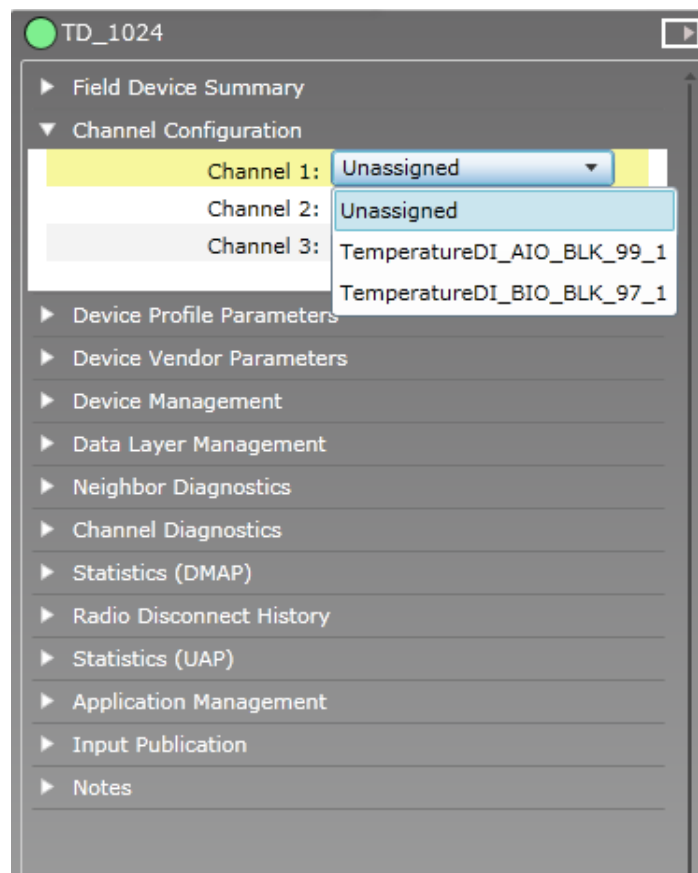 TD_1024
Field Device Summary
Channel Configuration
Channel 1: Unassigned
Channel 2: Unassigned
Channel 3: TemperatureDI_AIO_BLK_99_1
TemperatureDI_BIO_BLK_97_1
Device Profile Parameters
Device Vendor Parameters
Device Management
Data Layer Management
Neighbor Diagnostics
Channel Diagnostics
Statistics (DMAP)
Radio Disconnect History
Statistics (UAP)
Application Management
Input Publication
Notes